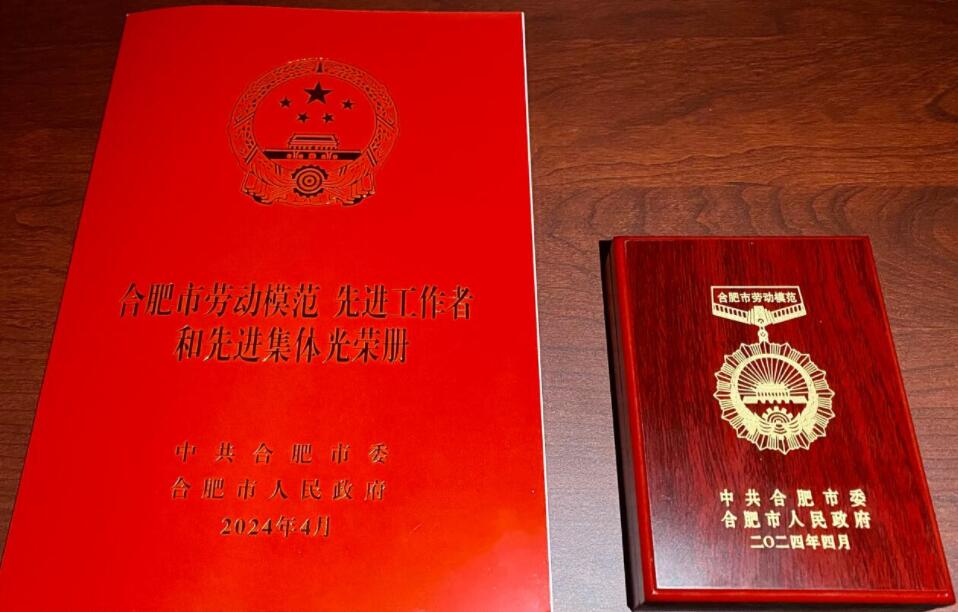 合肥市劳动模范 先进工作者
和先进集体光荣册
中共合肥市委
合肥市人民政府
2024年4月
合肥市劳动模范
中共合肥市委
合肥市人民政府
二〇二四年四月